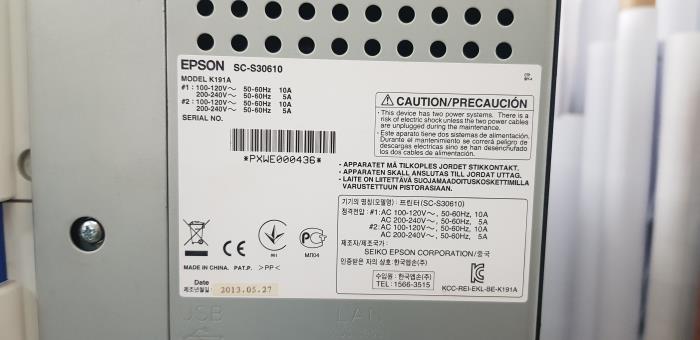 EPSON SC-S30610
MODEL K191A
#1 : 100-120V～ 50-60Hz 10A
200-240V～ 50-60Hz 5A
#2 : 100-120V～ 50-60Hz 10A
200-240V～ 50-60Hz 5A
SERIAL NO.
*PXWE000436*
CAUTION/PRECAUCIÓN
· This device has two power systems. There is a
risk of electric shock unless the two power cables
are unplugged during the maintenance.
· Este aparato tiene dos sistemas de alimentación.
Durante el mantenimiento se correrá peligro de
descargas eléctricas si no se han desenchufado
los dos cables de alimentación.
· APPARATET MÅ TILKOPLES JORDET STIKKONTAKT.
· APPARATEN SKALL ANSLUTAS TILL JORDAT UTTAG.
· LAITE ON LIITETTÄVÄ SUOJAMAADOITUSKOSKETTIMILLA
VARUSTETTUUN PISTORASIAAN.
기기의 명칭(모델명) : 프린터(SC-S30610)
정격전압 : #1: AC 100-120V～, 50-60Hz, 10A
AC 200-240V～, 50-60Hz, 5A
#2: AC 100-120V～, 50-60Hz, 10A
AC 200-240V～, 50-60Hz, 5A
제조자/제조국가 :
SEIKO EPSON CORPORATION/중국
인증받은 자의 상호: 한국엡손(주)
수입원 : 한국엡손(주)
TEL : 1566-3515
KCC-REI-EKL-BE-K191A
CE
001
МЛ04
MADE IN CHINA. PAT.P. >PP<
Date
제조년월일: 2013.05.27
USB
LAN